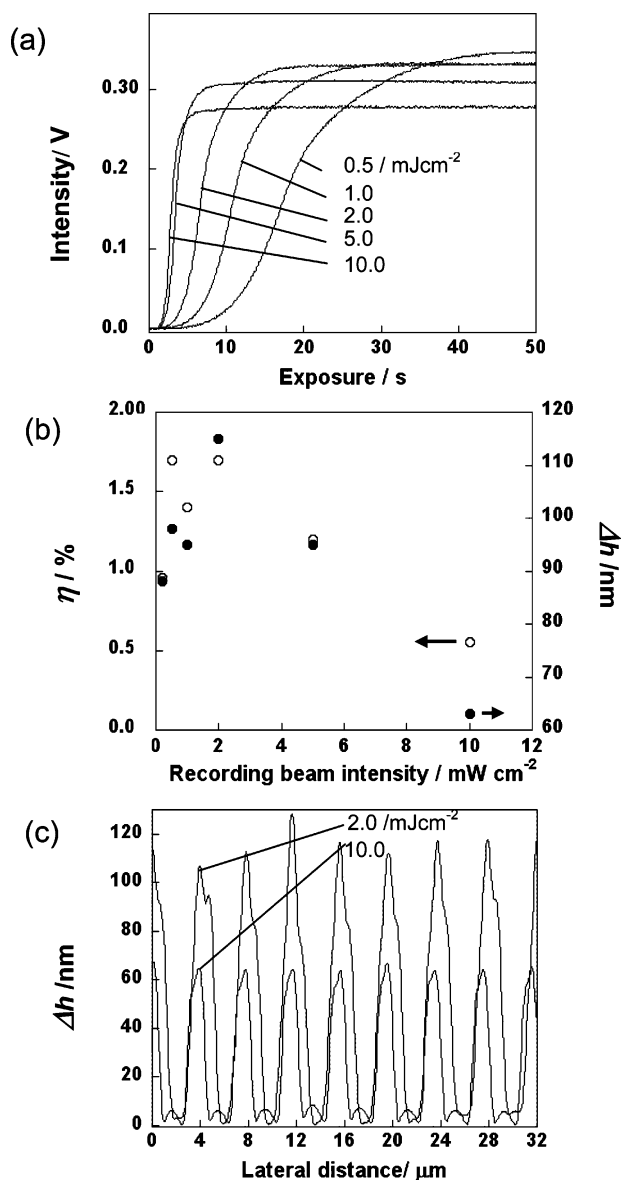 (a)
Intensity/ V
0.30
0.2
0.1
0.0
0.5 / mJcm-2
1.0
2.0
5.0
10.0
0 10 20 30 40 50
Exposure / s
(b)
η / %
2.00
1.5
1.0
0.5
0.0
120
110
100
90
80
70
60
Δh /nm
0 2 4 6 8 10 12
Recording beam intensity / mW cm-2
(c)
Δh /nm
120
100
80
60
40
20
0
2.0 /mJcm-2
10.0
0 4 8 12 16 20 24 28 32
Lateral distance/ μm